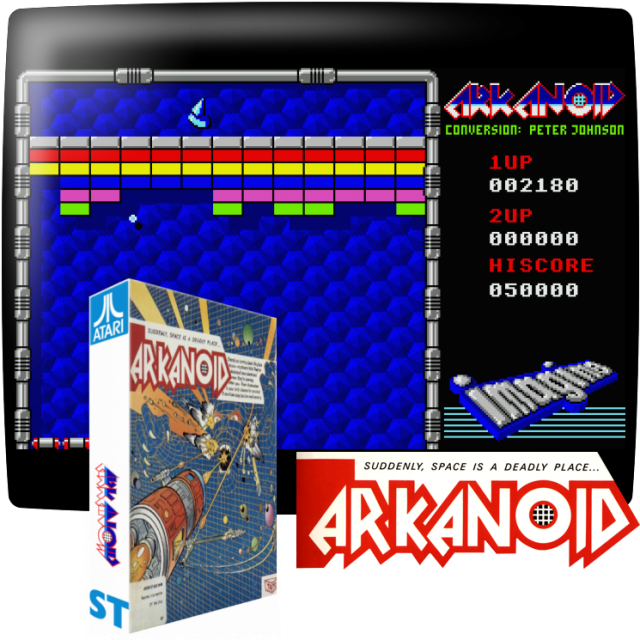 ARKANOID
CONVERSION: PETER JOHNSON
1UP
002180
2UP
000000
HISCORE
050000
imagine
ATARI
SUDDENLY, SPACE IS A DEADLY PLACE...
ARKANOID
ARKANOID
ST
SUDDENLY, SPACE IS A DEADLY PLACE...
ARKANOID